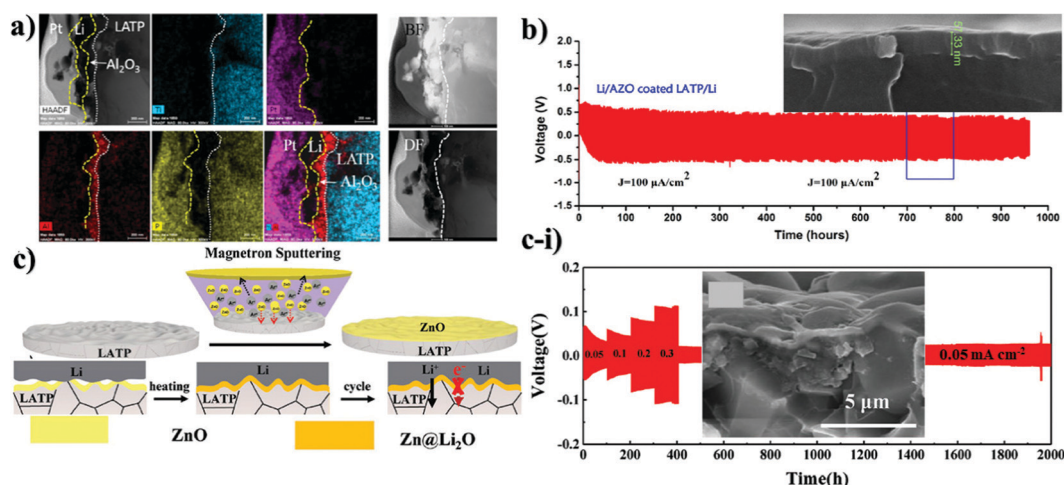 a)
Pt
Li
LATP
Al₂O₃
HAADF
Ti
Pt
BF
Al
P
Pt
Li
LATP
Al₂O₃
DF
b)
Voltage (V)
2.0
1.5
1.0
0.5
0.0
-0.5
-1.0
-1.5
Li/AZO coated LATP/Li
J=100 μA/cm²
J=100 μA/cm²
0 100 200 300 400 500 600 700 800 900 1000
Time (hours)
c)
Magnetron Sputtering
LATP
ZnO
LATP
Li
LATP
heating
Li
LATP
cycle
Li⁺
e⁻
Li
LATP
ZnO
Zn@Li₂O
c-i)
Voltage(V)
0.2
0.1
0.0
-0.1
-0.2
0.05
0.1
0.2
0.3
5 μm
0.05 mA cm⁻²
0 200 400 600 800 1000 1200 1400 1600 1800 2000
Time(h)